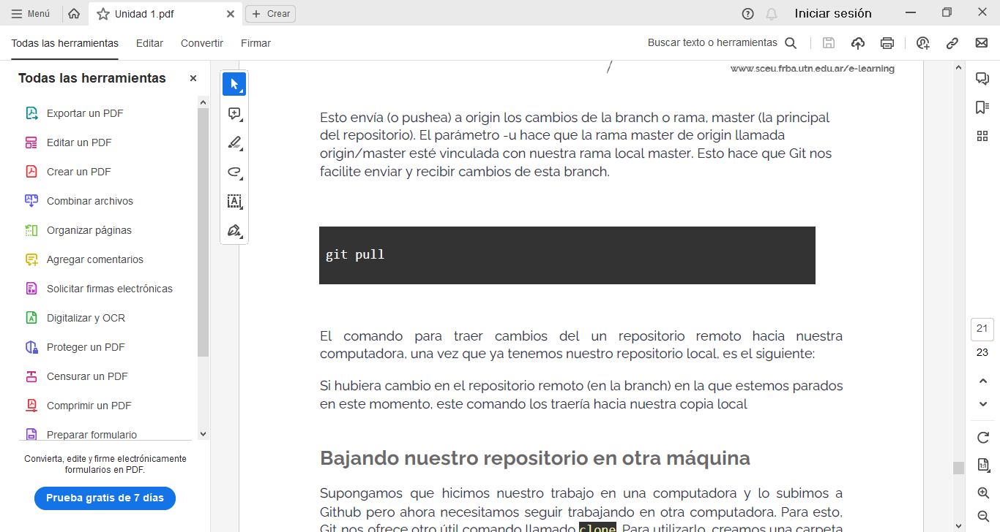 Menú
Unidad 1.pdf
Crear
Iniciar sesión
Todas las herramientas
Editar
Convertir
Firmar
Buscar texto o herramientas
Todas las herramientas
Exportar un PDF
Editar un PDF
Crear un PDF
Combinar archivos
Organizar páginas
Agregar comentarios
Solicitar firmas electrónicas
Digitalizar y OCR
Proteger un PDF
Censurar un PDF
Comprimir un PDF
Preparar formulario
Convierta, edite y firme electrónicamente
formularios en PDF.
Prueba gratis de 7 días
www.sceu.frba.utn.edu.ar/e-learning
Esto envía (o pushea) a origin los cambios de la branch o rama, master (la principal
del repositorio). El parámetro -u hace que la rama master de origin llamada
origin/master esté vinculada con nuestra rama local master. Esto hace que Git nos
facilite enviar y recibir cambios de esta branch.
git pull
El comando para traer cambios del un repositorio remoto hacia nuestra
computadora, una vez que ya tenemos nuestro repositorio local, es el siguiente:
Si hubiera cambio en el repositorio remoto (en la branch) en la que estemos parados
en este momento, este comando los traería hacia nuestra copia local
Bajando nuestro repositorio en otra máquina
Supongamos que hicimos nuestro trabajo en una computadora y lo subimos a
Github pero ahora necesitamos seguir trabajando en otra computadora. Para esto,
Git nos ofrece otro útil comando llamado clone. Para utilizarlo, creamos una carpeta
21
23